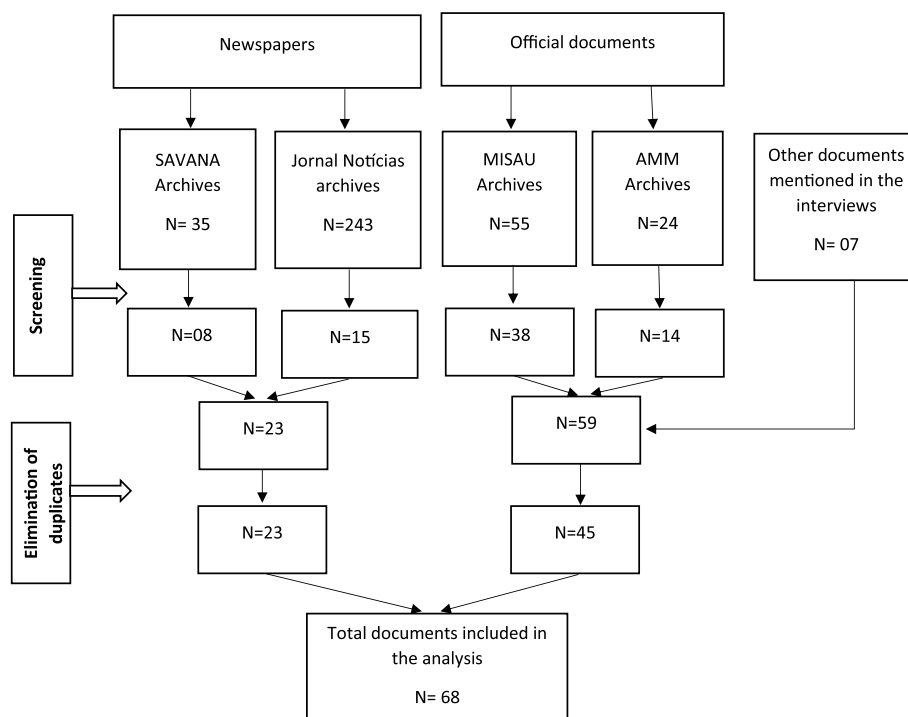 Newspapers
Official documents
SAVANA
Archives
N= 35
Jornal Notícias
archives
N=243
MISAU
Archives
N=55
AMM
Archives
N=24
Other documents
mentioned in the
interviews
N= 07
Screening
N=08
N=15
N=38
N=14
N=23
N=59
Elimination of
duplicates
N=23
N=45
Total documents included in
the analysis
N= 68